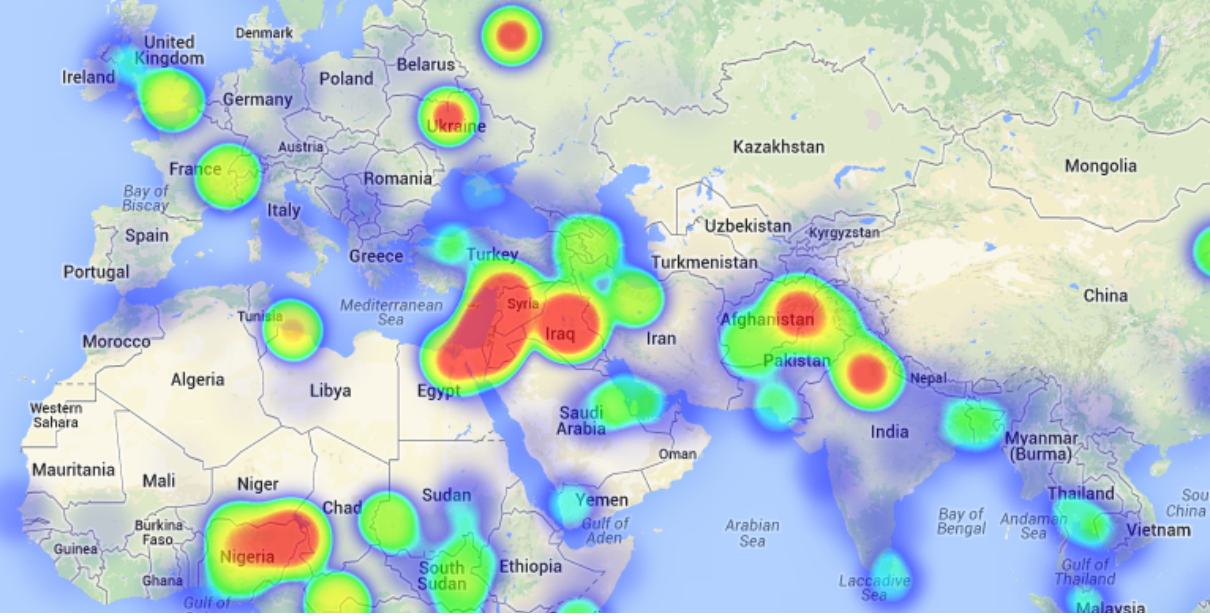 Denmark
United
Kingdom
Ireland
Belarus
Poland
Germany
Ukraine
Austria
Kazakhstan
Mongolia
France
Romania
Bay of
Biscay
Italy
Spain
Uzbekistan
Kyrgyzstan
Greece
Turkey
Turkmenistan
Portugal
China
Mediterranean
Sea
Syria
Tunisia
Afghanistan
Iraq
Iran
Morocco
Pakistan
Nepal
Algeria
Libya
Egypt
Western
Sahara
Saudi
Arabia
India
Myanmar
(Burma)
Oman
Mauritania
Mali
Niger
Sudan
Chad
Yemen
Thailand
Sou
China
Gulf of
Aden
Arabian
Sea
Bay of
Bengal
Andaman
Sea
Vietnam
Burkina
Faso
Guinea
Nigeria
South
Sudan
Ethiopia
Gulf of
Thailand
Ghana
Gulf of
Laccadive
Sea
Malaysia